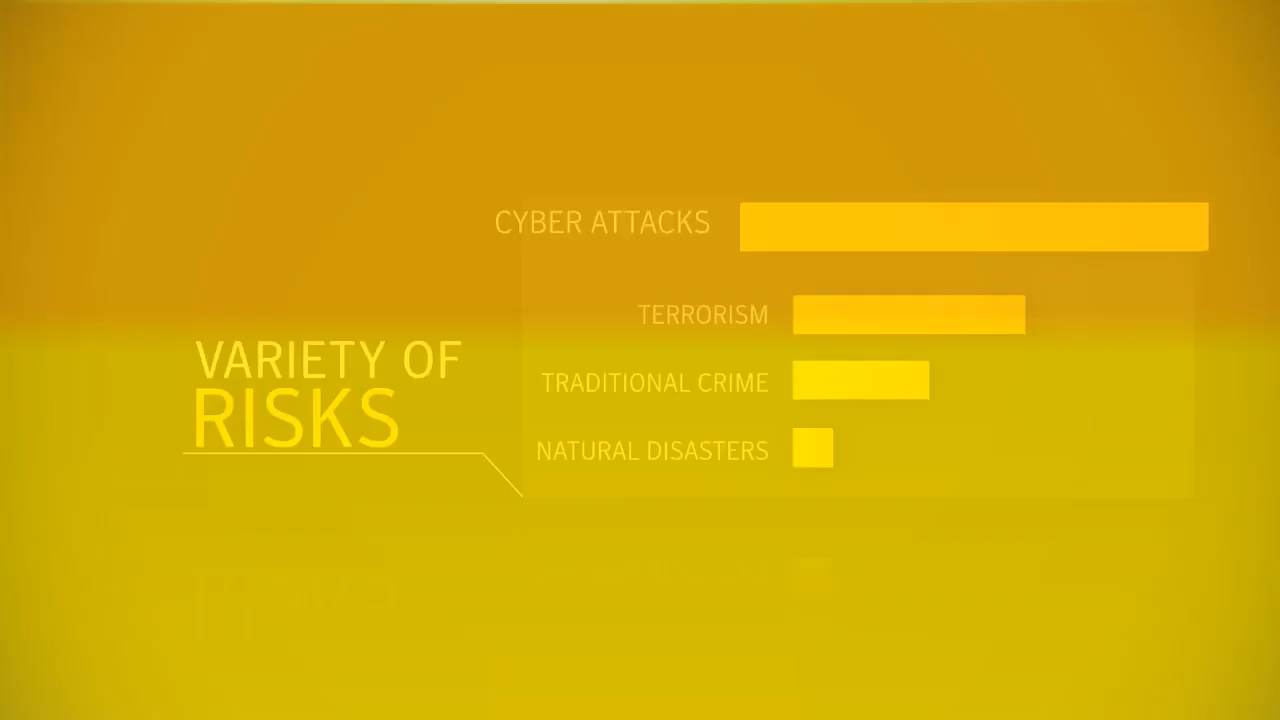 CYBER ATTACKS
TERRORISM
VARIETY OF
RISKS
TRADITIONAL CRIME
NATURAL DISASTERS